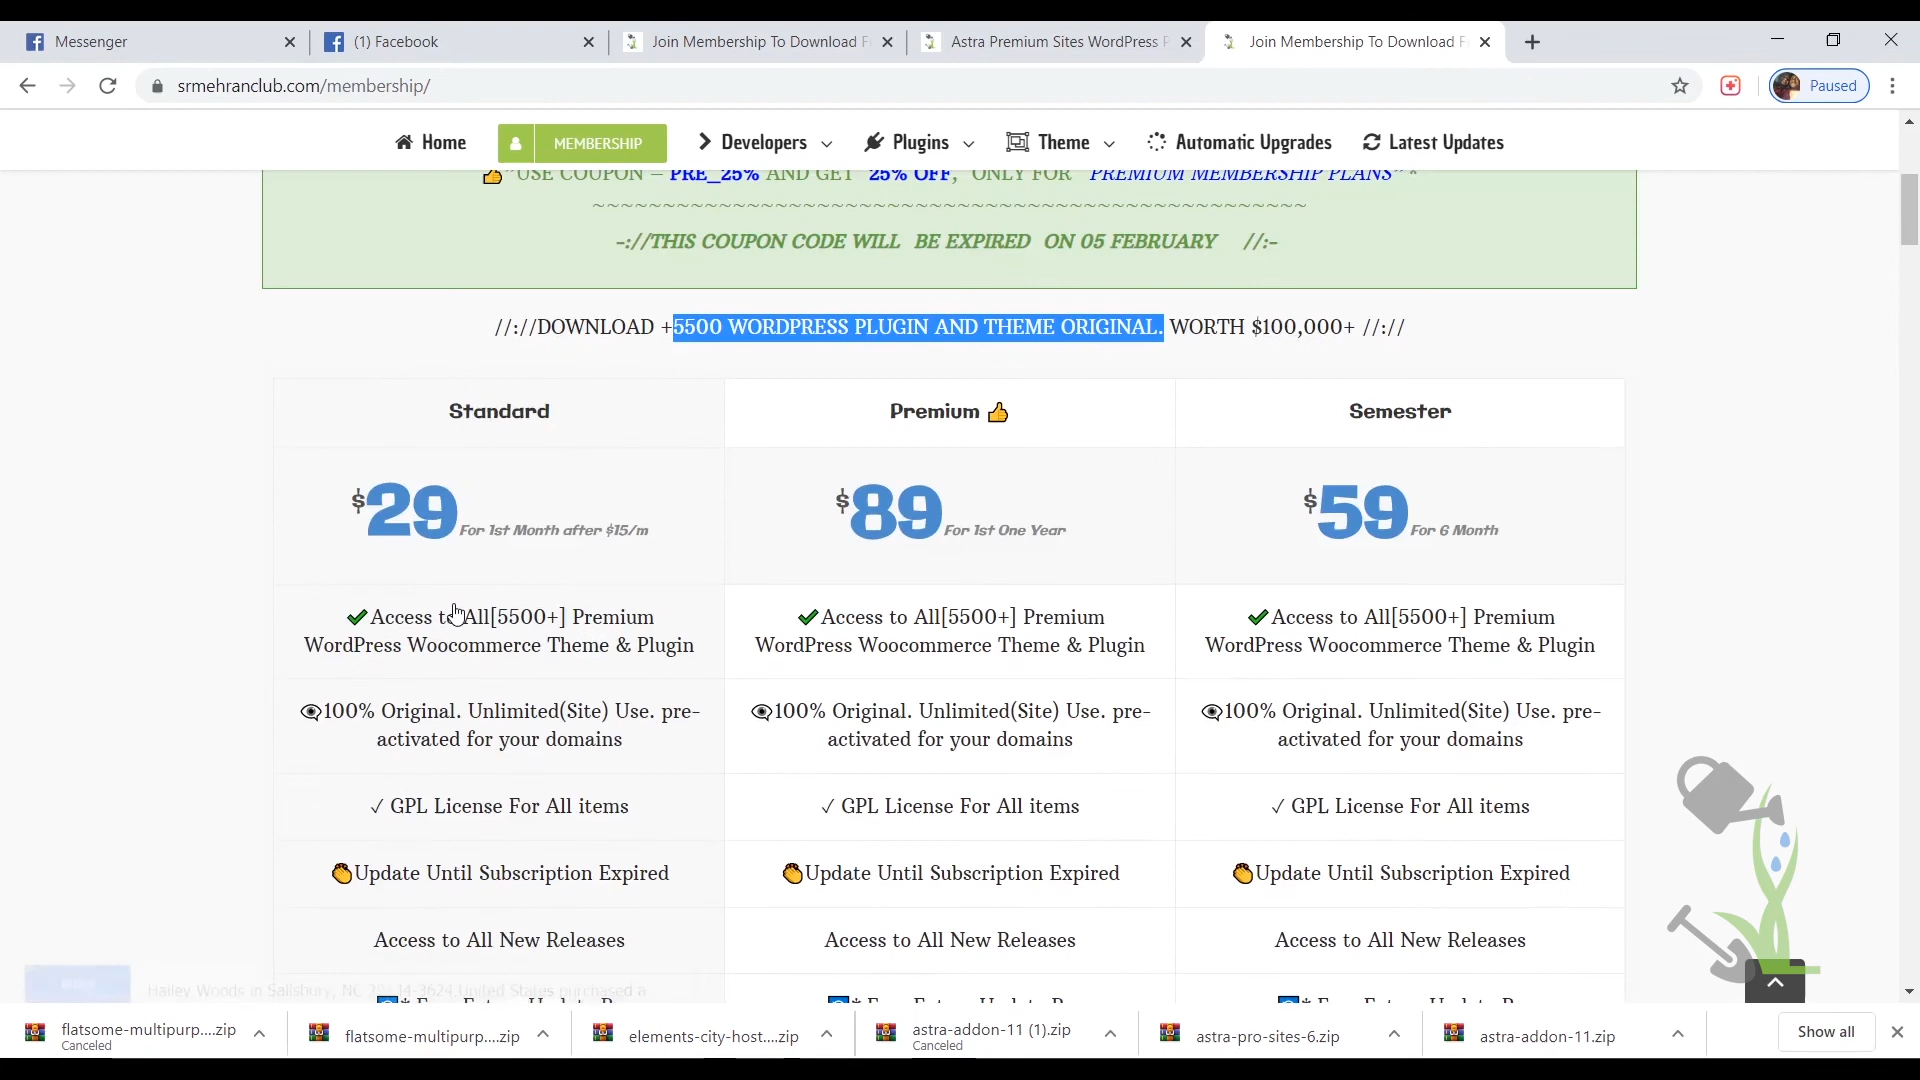 Messenger
(1) Facebook
Join Membership To Download F
Astra Premium Sites WordPress P
Join Membership To Download F
srmehranclub.com/membership/
Paused
Home
MEMBERSHIP
Developers
Plugins
Theme
Automatic Upgrades
Latest Updates
USE COUPON – PRE_25% AND GET "25% OFF, ONLY FOR "PREMIUM MEMBERSHIP PLANS" *
~~~~~~~~~~~~~~~~~~~~~~~~~~~~~~~~~~~~~~~~~~~~~~~~~~~
-://THIS COUPON CODE WILL BE EXPIRED ON 05 FEBRUARY //:-
//://DOWNLOAD +5500 WORDPRESS PLUGIN AND THEME ORIGINAL. WORTH $100,000+ //://
Standard
Premium 👍
Semester
$29 For 1st Month after $15/m
$89 For 1st One Year
$59 For 6 Month
✔Access to All[5500+] Premium
WordPress Woocommerce Theme & Plugin
✔Access to All[5500+] Premium
WordPress Woocommerce Theme & Plugin
✔Access to All[5500+] Premium
WordPress Woocommerce Theme & Plugin
100% Original. Unlimited(Site) Use. pre-
activated for your domains
100% Original. Unlimited(Site) Use. pre-
activated for your domains
100% Original. Unlimited(Site) Use. pre-
activated for your domains
✓ GPL License For All items
✓ GPL License For All items
✓ GPL License For All items
Update Until Subscription Expired
Update Until Subscription Expired
Update Until Subscription Expired
Access to All New Releases
Access to All New Releases
Access to All New Releases
Hailey Woods in Salisbury, NC United States purchased a
flatsome-multipurp....zip
Canceled
flatsome-multipurp....zip
elements-city-host....zip
astra-addon-11 (1).zip
Canceled
astra-pro-sites-6.zip
astra-addon-11.zip
Show all